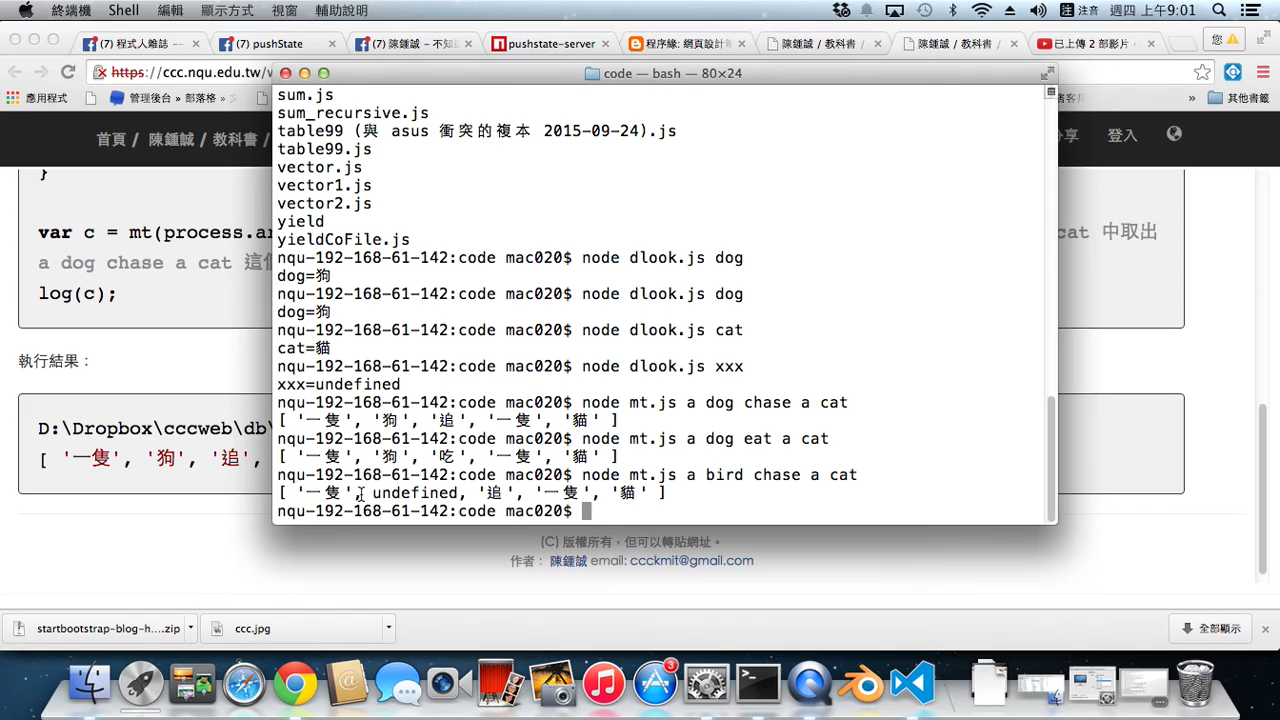 終端機 Shell 編輯 顯示方式 視窗 輔助說明 注音 週四 上午9:01
(7) 程式人雜誌 - (7) pushState (7) 陳鍾誠 - 不知 pushstate-server 程序緣: 網頁設計 陳鍾誠 / 教科書 / 陳鍾誠 / 教科書 / 已上傳 2 部影片 您
https://ccc.nqu.edu.tw/
應用程式 管理後台 » 部落格 » 其他書籤
code — bash — 80×24
首頁 / 陳鍾誠 / 教科書 / 分享 登入
sum.js
sum_recursive.js
table99 (與 asus 衝突的複本 2015-09-24).js
table99.js
vector.js
vector1.js
vector2.js
yield
yieldCoFile.js
nqu-192-168-61-142:code mac020$ node dlook.js dog
dog=狗
nqu-192-168-61-142:code mac020$ node dlook.js dog
dog=狗
nqu-192-168-61-142:code mac020$ node dlook.js cat
cat=貓
nqu-192-168-61-142:code mac020$ node dlook.js xxx
xxx=undefined
nqu-192-168-61-142:code mac020$ node mt.js a dog chase a cat
[ '一隻', '狗', '追', '一隻', '貓' ]
nqu-192-168-61-142:code mac020$ node mt.js a dog eat a cat
[ '一隻', '狗', '吃', '一隻', '貓' ]
nqu-192-168-61-142:code mac020$ node mt.js a bird chase a cat
[ '一隻', undefined, '追', '一隻', '貓' ]
nqu-192-168-61-142:code mac020$
}
var c = mt(process.ar cat 中取出
a dog chase a cat 這
log(c);
執行結果：
D:\Dropbox\cccweb\db\
[ '一隻', '狗', '追',
(C) 版權所有，但可以轉貼網址。
作者： 陳鍾誠 email: ccckmit@gmail.com
startbootstrap-blog-h....zip ccc.jpg 全部顯示
3